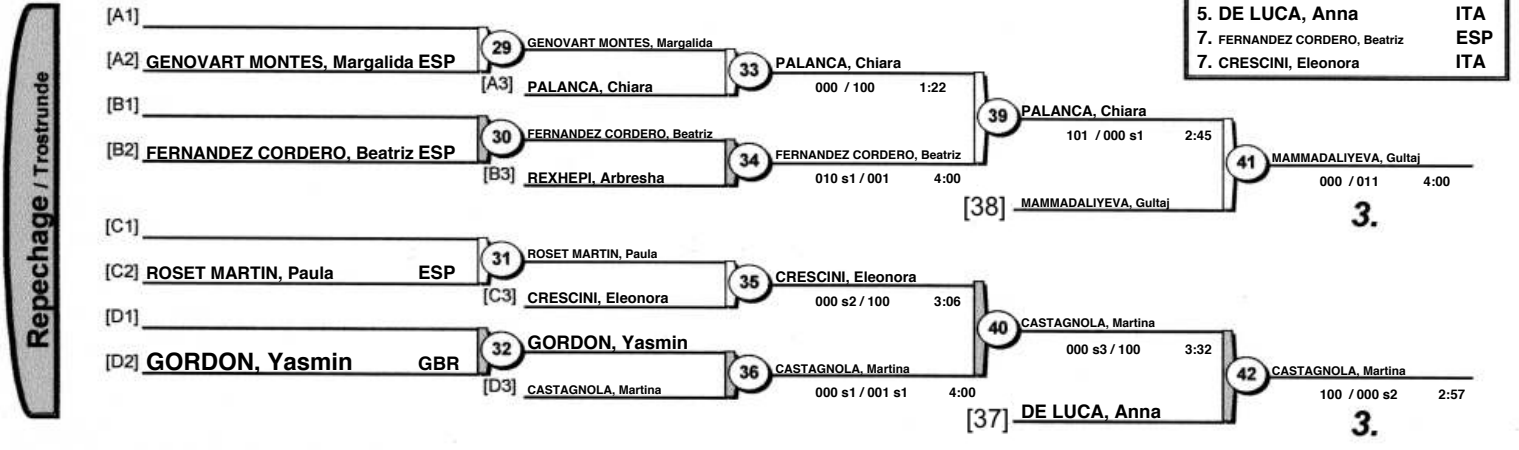 Repechage / Trostrunde
5. DE LUCA, Anna ITA
7. FERNANDEZ CORDERO, Beatriz ESP
7. CRESCINI, Eleonora ITA
[A1]
[A2] GENOVART MONTES, Margalida ESP
29
GENOVART MONTES, Margalida
[A3] PALANCA, Chiara
33
PALANCA, Chiara
000 / 100 1:22
[B1]
[B2] FERNANDEZ CORDERO, Beatriz ESP
30
FERNANDEZ CORDERO, Beatriz
[B3] REXHEPI, Arbresha
34
FERNANDEZ CORDERO, Beatriz
010 s1 / 001 4:00
39
PALANCA, Chiara
101 / 000 s1 2:45
[38] MAMMADALIYEVA, Gultaj
41
MAMMADALIYEVA, Gultaj
000 / 011 4:00
3.
[C1]
[C2] ROSET MARTIN, Paula ESP
31
ROSET MARTIN, Paula
[C3] CRESCINI, Eleonora
35
CRESCINI, Eleonora
000 s2 / 100 3:06
[D1]
[D2] GORDON, Yasmin GBR
32
GORDON, Yasmin
[D3] CASTAGNOLA, Martina
36
CASTAGNOLA, Martina
000 s1 / 001 s1 4:00
40
CASTAGNOLA, Martina
000 s3 / 100 3:32
[37] DE LUCA, Anna
42
CASTAGNOLA, Martina
100 / 000 s2 2:57
3.